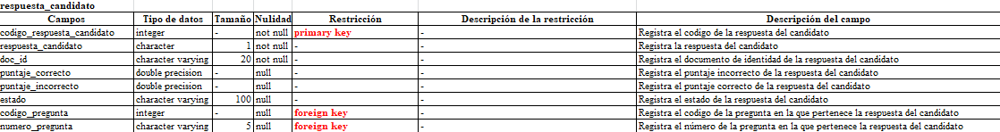 respuesta_candidato
Campos Tipo de datos Tamaño Nulidad Restricción Descripción de la restricción Descripción del campo
codigo_respuesta_candidato integer - not null primary key - Registra el codigo de la respuesta del candidato
respuesta_candidato character 1 not null - - Registra la respuesta del candidato
doc_id character varying 20 not null - - Registra el documento de identidad de la respuesta del candidato
puntaje_correcto double precision - null - - Registra el puntaje incorrecto de la respuesta del candidato
puntaje_incorrecto double precision - null - - Registra el puntaje correcto de la respuesta del candidato
estado character varying 100 null - - Registra el estado de la respuesta del candidato
codigo_pregunta integer - null foreign key - Registra el codigo de la pregunta en la que pertenece la respuesta del candidato
numero_pregunta character varying 5 null foreign key - Registra el número de la pregunta en la que pertenece la respuesta del candidato